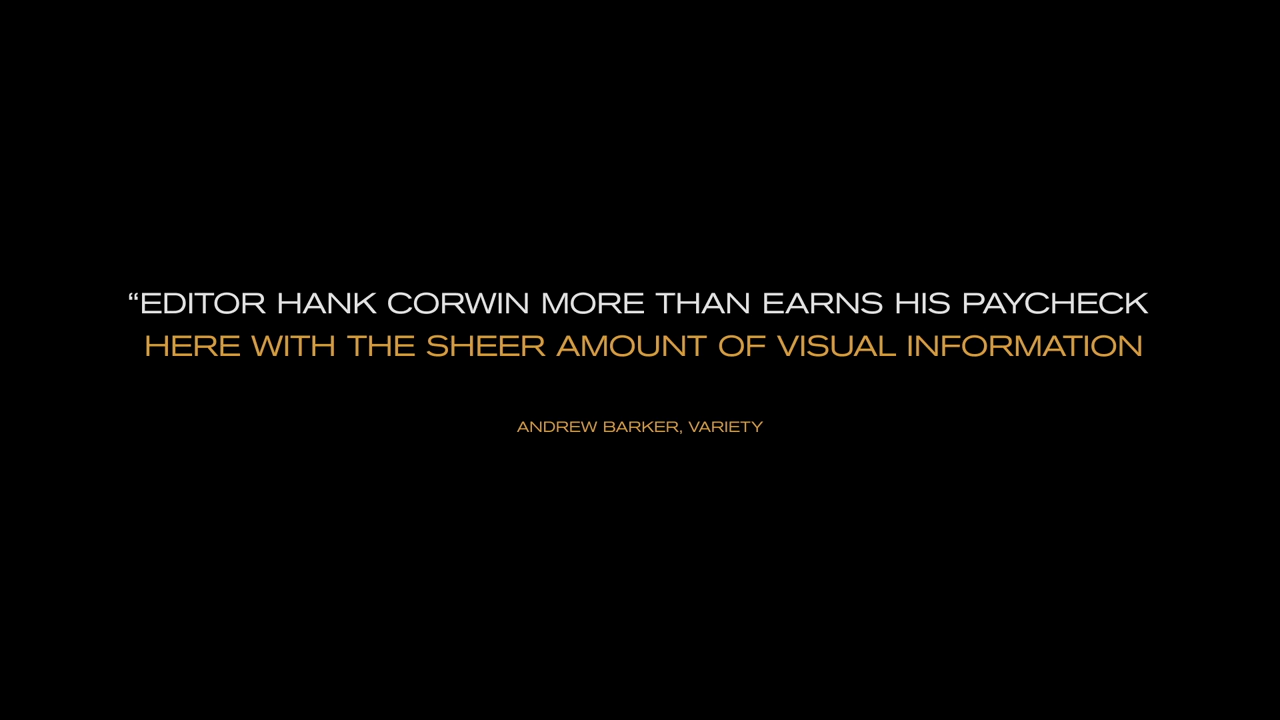 “EDITOR HANK CORWIN MORE THAN EARNS HIS PAYCHECK
HERE WITH THE SHEER AMOUNT OF VISUAL INFORMATION
ANDREW BARKER, VARIETY